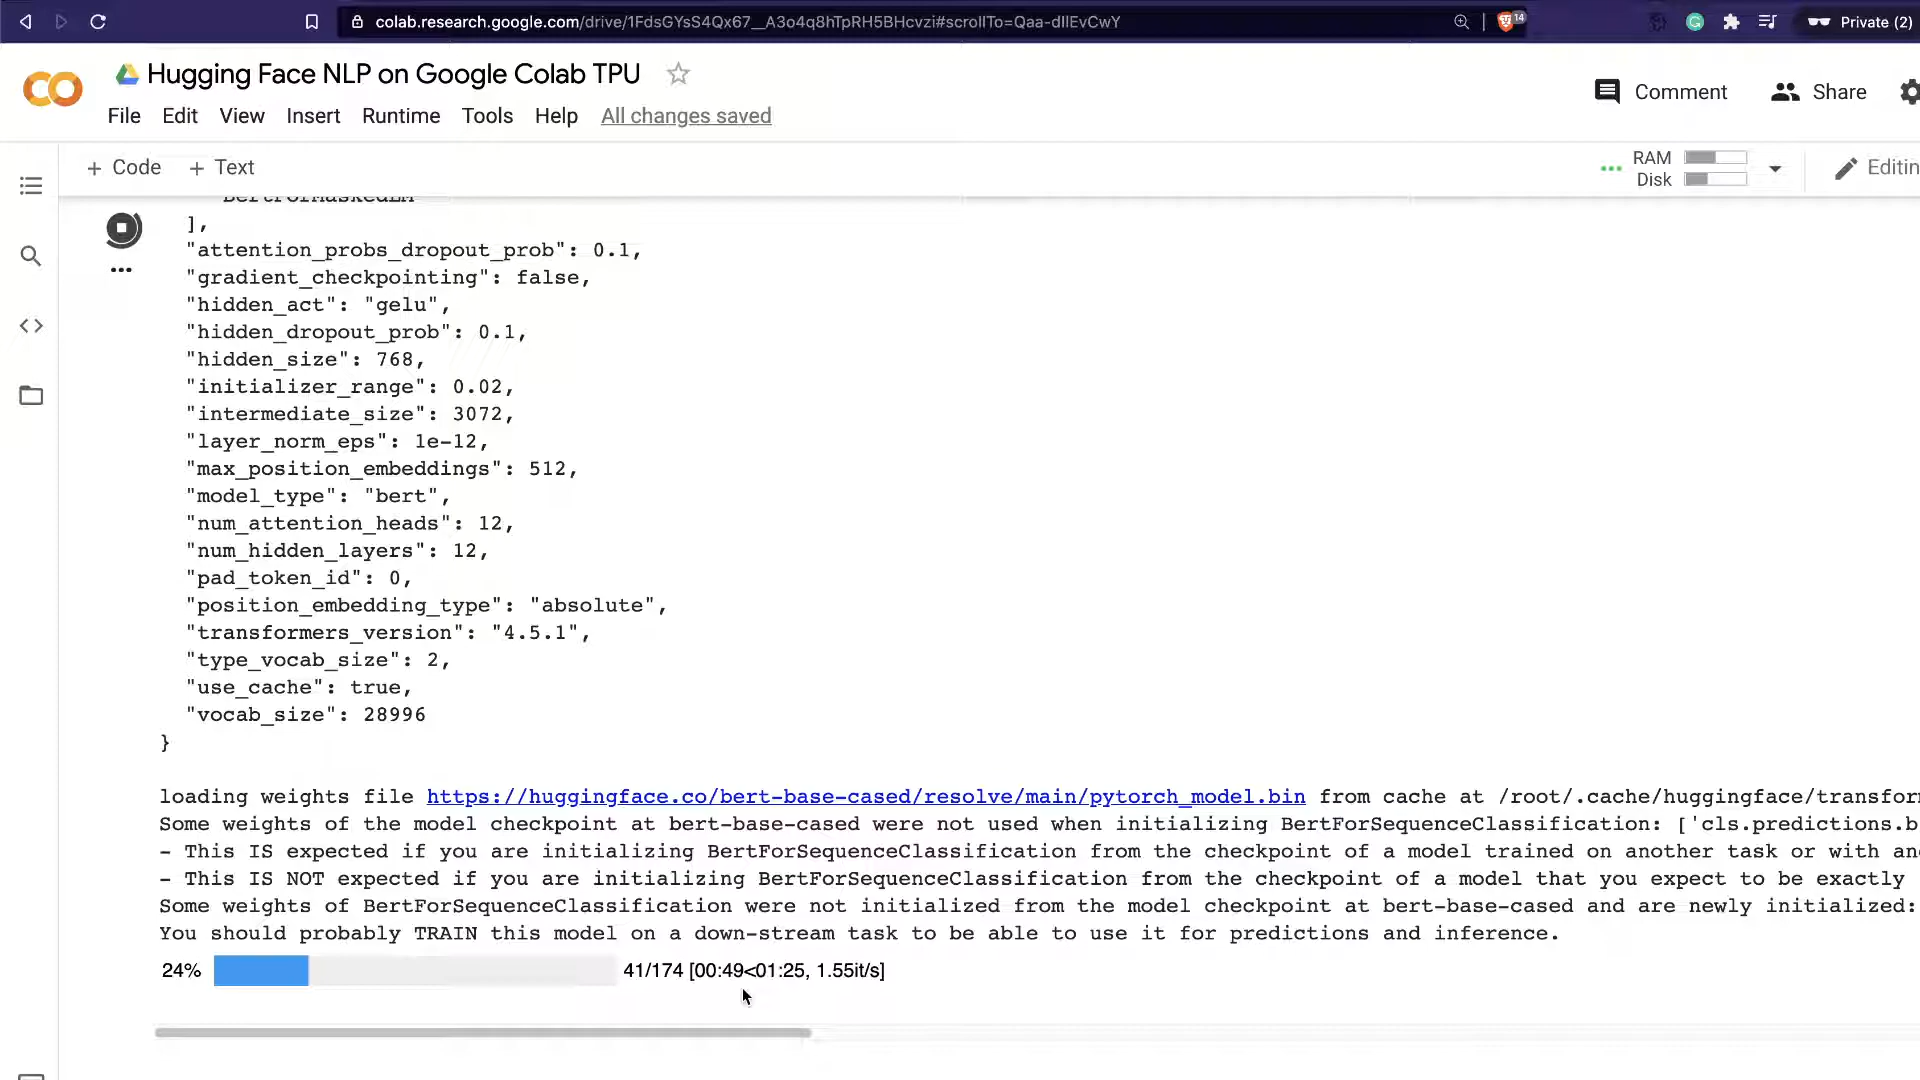 colab.research.google.com/drive/1FdsGYsS4Qx67__A3o4q8hTpRH5BHcvzi#scrollTo=Qaa-dIlEvCwY
14
Private (2)
CO
Hugging Face NLP on Google Colab TPU
Comment
Share
File Edit View Insert Runtime Tools Help All changes saved
+ Code + Text
RAM
Disk
Editin
BertForMaskedLM
],
"attention_probs_dropout_prob": 0.1,
"gradient_checkpointing": false,
"hidden_act": "gelu",
"hidden_dropout_prob": 0.1,
"hidden_size": 768,
"initializer_range": 0.02,
"intermediate_size": 3072,
"layer_norm_eps": 1e-12,
"max_position_embeddings": 512,
"model_type": "bert",
"num_attention_heads": 12,
"num_hidden_layers": 12,
"pad_token_id": 0,
"position_embedding_type": "absolute",
"transformers_version": "4.5.1",
"type_vocab_size": 2,
"use_cache": true,
"vocab_size": 28996
}
loading weights file https://huggingface.co/bert-base-cased/resolve/main/pytorch_model.bin from cache at /root/.cache/huggingface/transfor
Some weights of the model checkpoint at bert-base-cased were not used when initializing BertForSequenceClassification: ['cls.predictions.b
- This IS expected if you are initializing BertForSequenceClassification from the checkpoint of a model trained on another task or with an
- This IS NOT expected if you are initializing BertForSequenceClassification from the checkpoint of a model that you expect to be exactly
Some weights of BertForSequenceClassification were not initialized from the model checkpoint at bert-base-cased and are newly initialized:
You should probably TRAIN this model on a down-stream task to be able to use it for predictions and inference.
24% 41/174 [00:49<01:25, 1.55it/s]